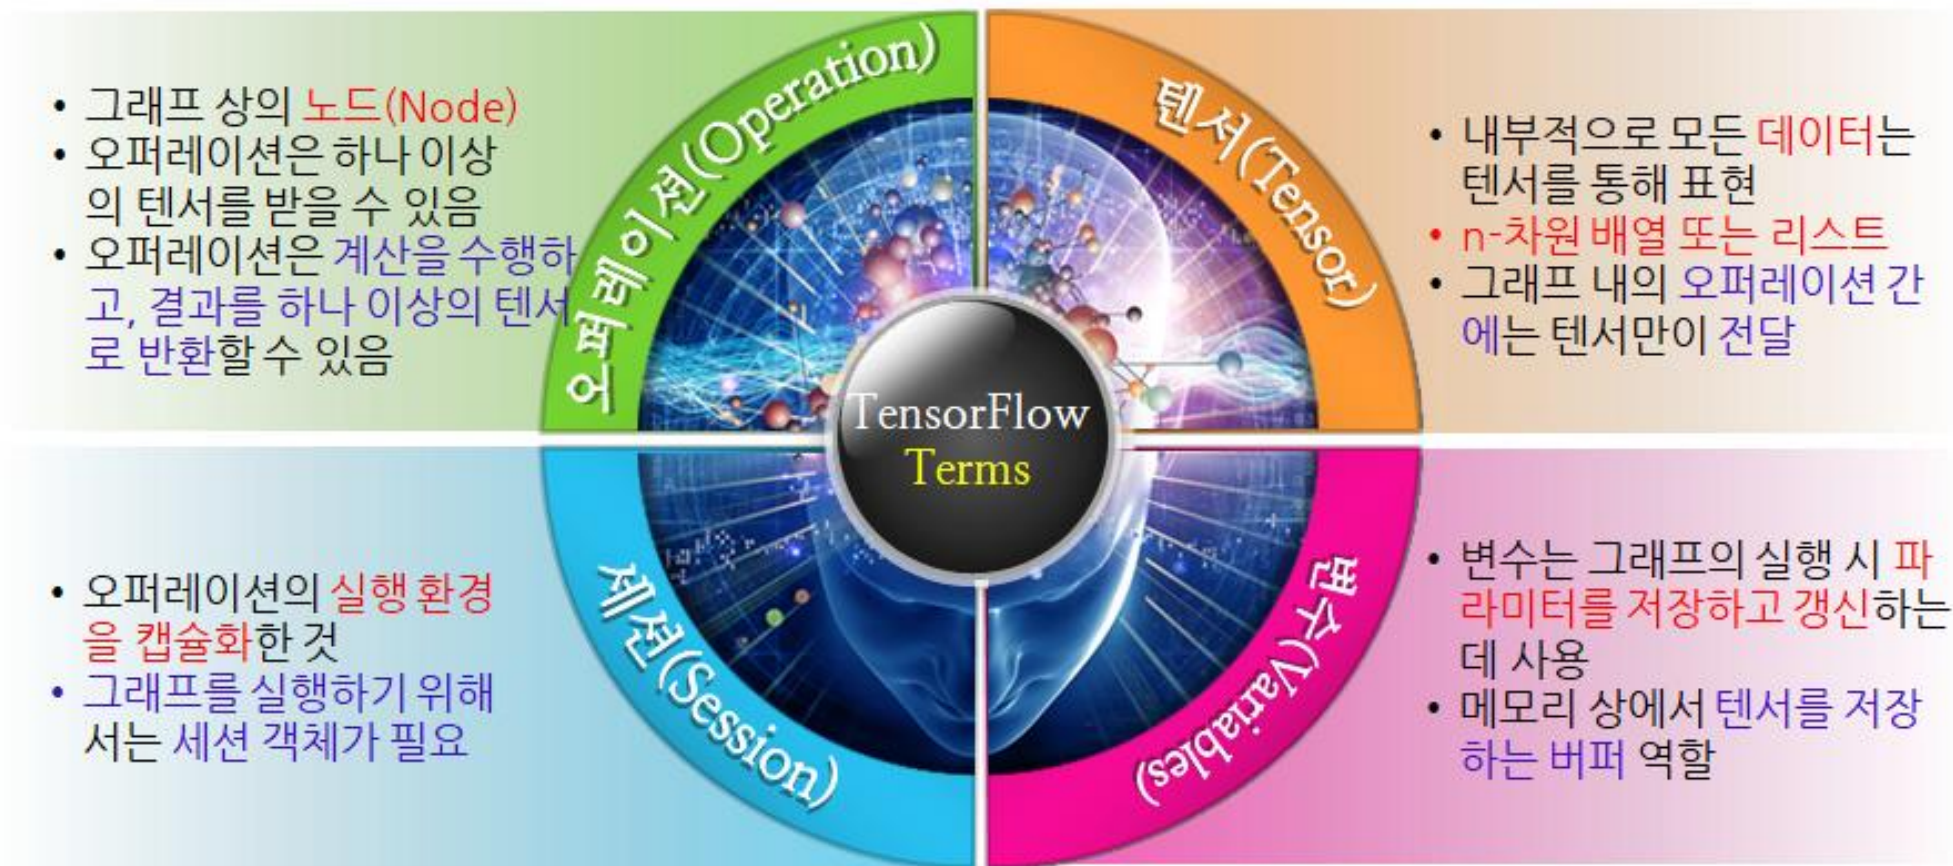 오퍼레이션(Operation)
• 그래프 상의 노드(Node)
• 오퍼레이션은 하나 이상
의 텐서를 받을 수 있음
• 오퍼레이션은 계산을 수행하
고, 결과를 하나 이상의 텐서
로 반환할 수 있음
텐서(Tensor)
• 내부적으로 모든 데이터는
텐서를 통해 표현
• n-차원 배열 또는 리스트
• 그래프 내의 오퍼레이션 간
에는 텐서만이 전달
TensorFlow
Terms
세션(Session)
• 오퍼레이션의 실행 환경
을 캡슐화한 것
• 그래프를 실행하기 위해
서는 세션 객체가 필요
변수(Variables)
• 변수는 그래프의 실행 시 파
라미터를 저장하고 갱신하는
데 사용
• 메모리 상에서 텐서를 저장
하는 버퍼 역할